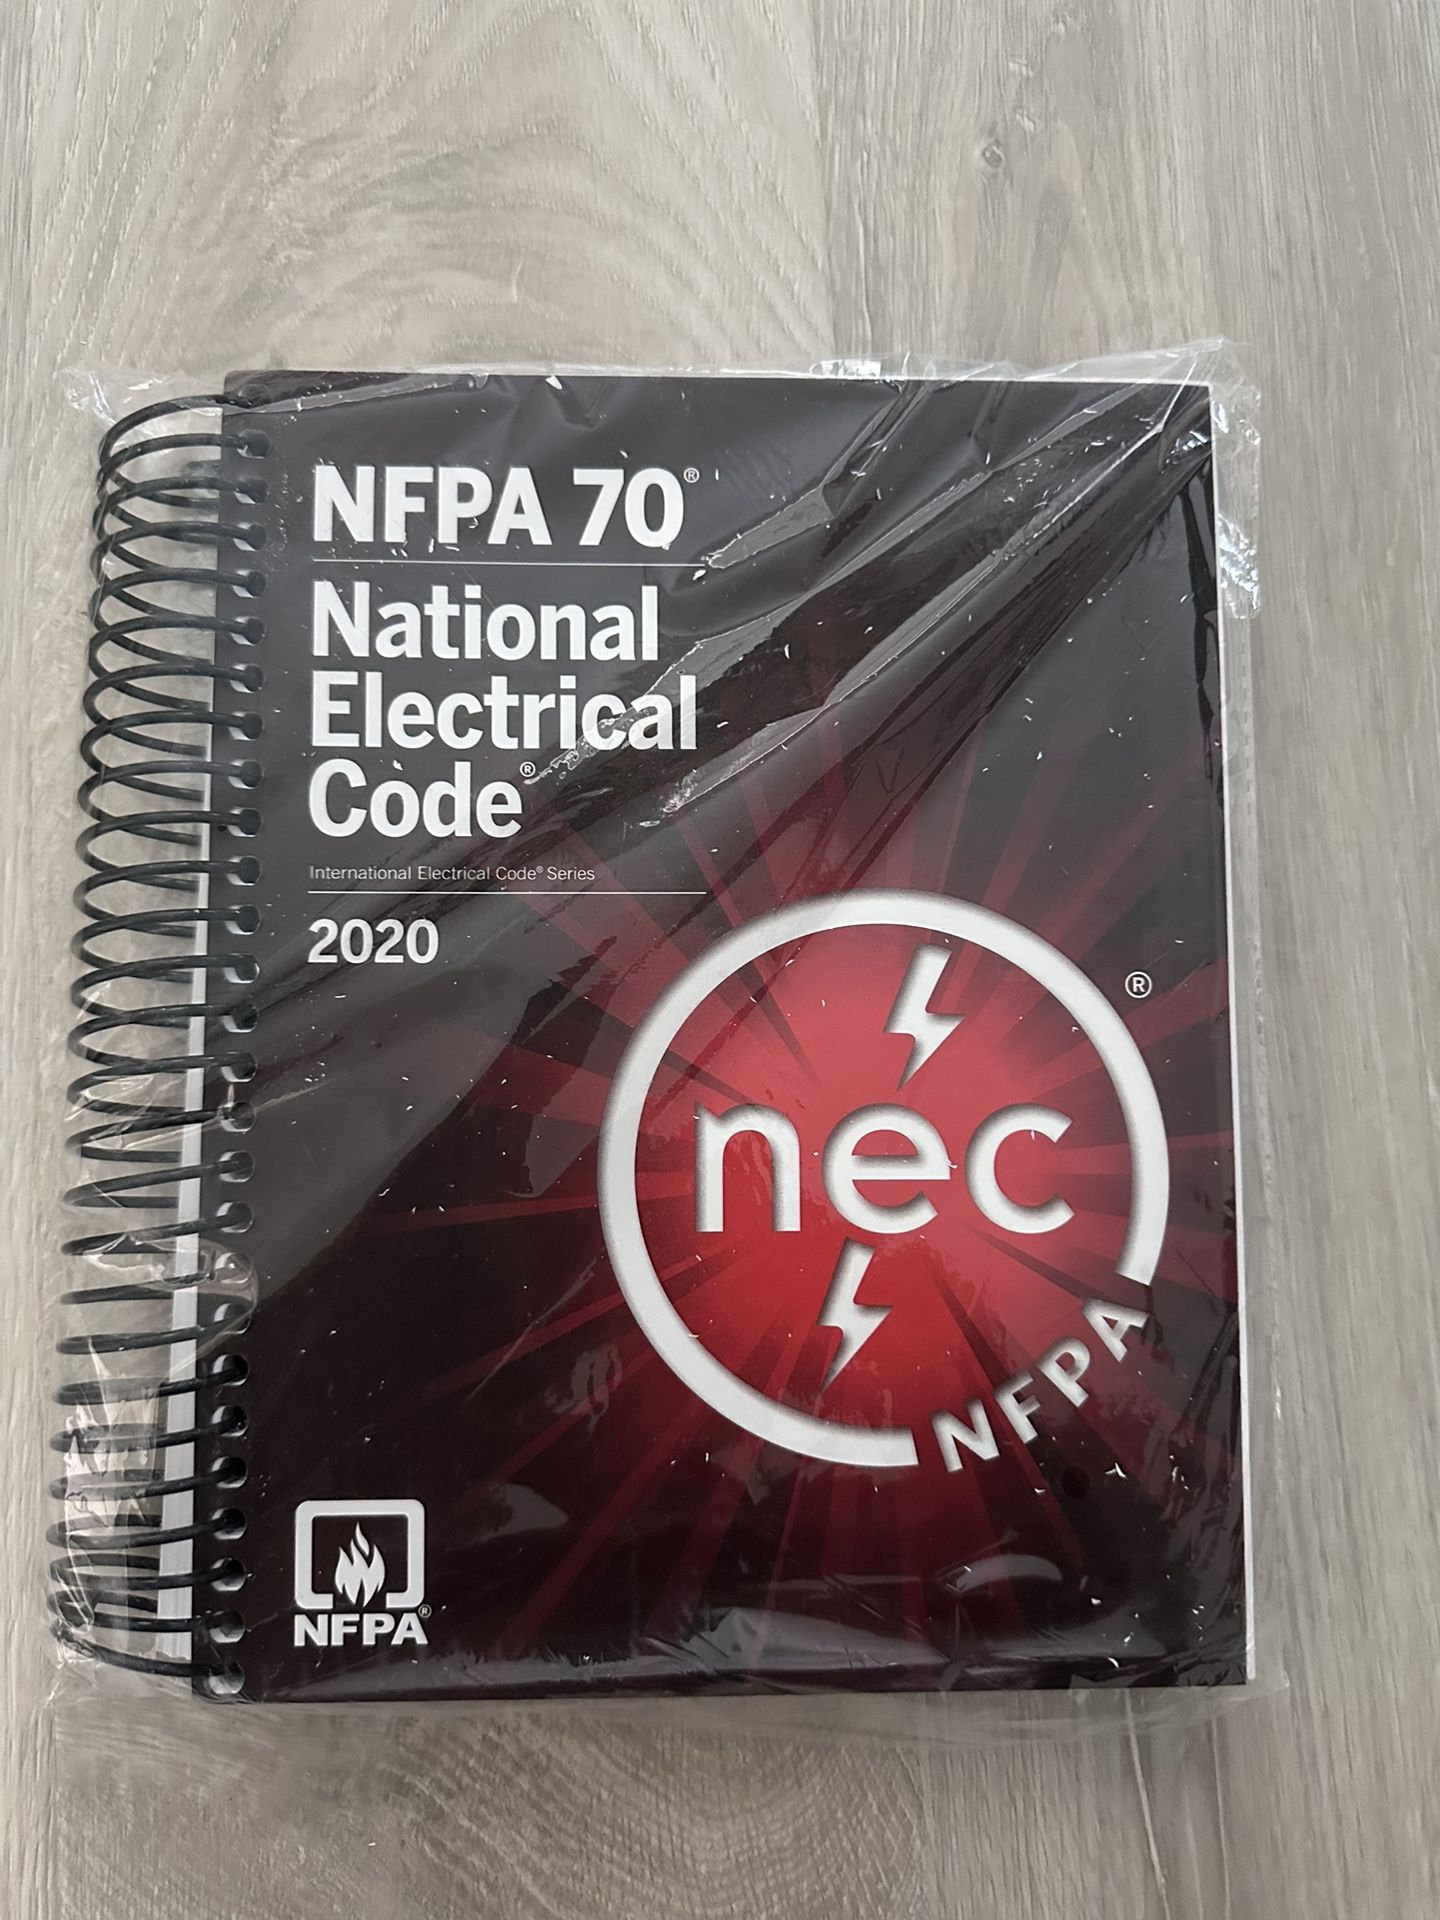 NFPA 70®
National
Electrical
Code®
International Electrical Code® Series
2020
®
nec
NFPA
NFPA®